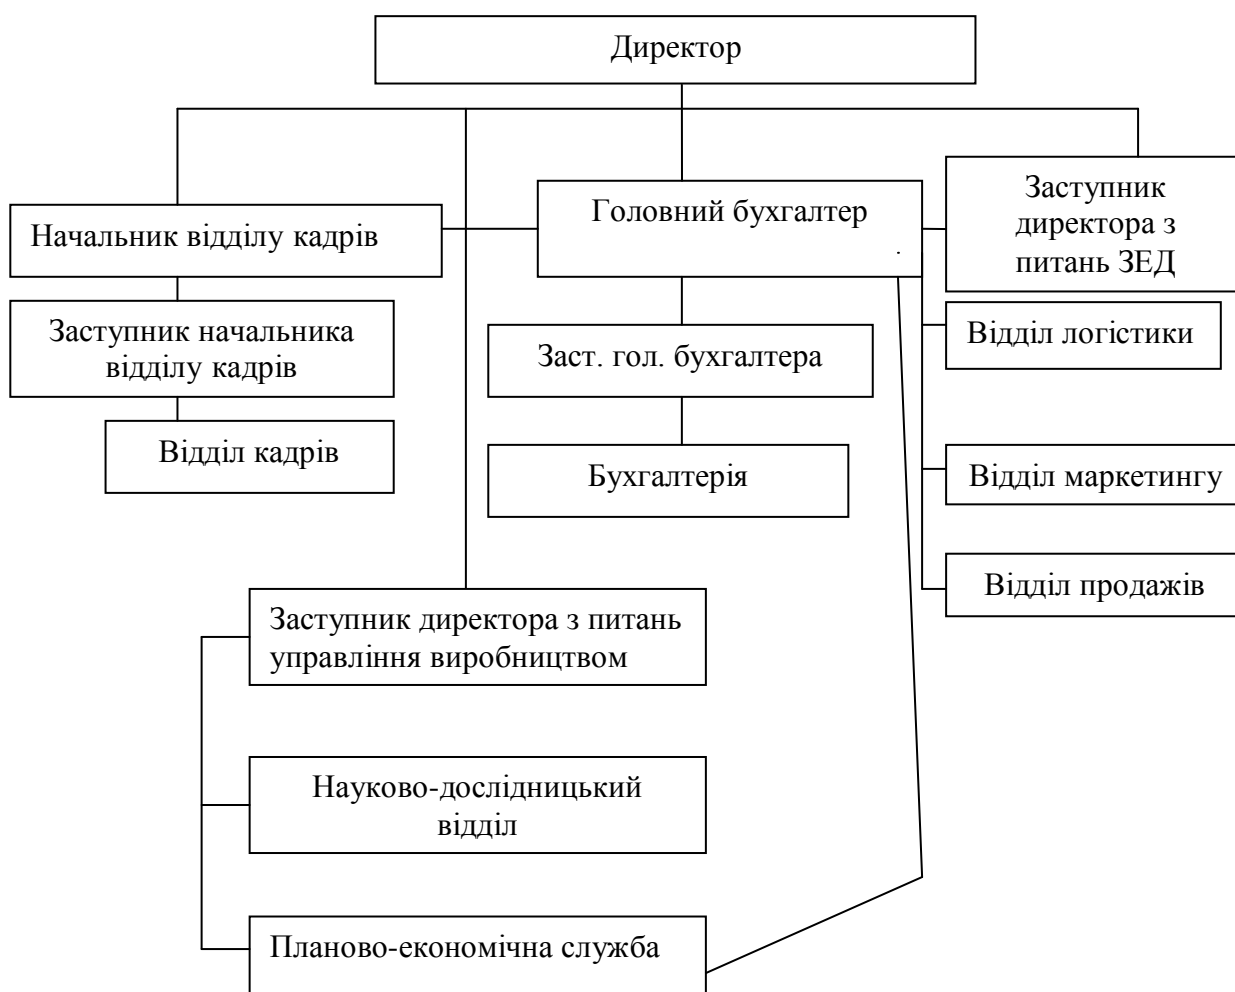 Директор
Начальник відділу кадрів
Головний бухгалтер
.
Заступник
директора з
питань ЗЕД
Заступник начальника
відділу кадрів
Заст. гол. бухгалтера
Відділ логістики
Відділ кадрів
Бухгалтерія
Відділ маркетингу
Відділ продажів
Заступник директора з питань
управління виробництвом
Науково-дослідницький
відділ
Планово-економічна служба